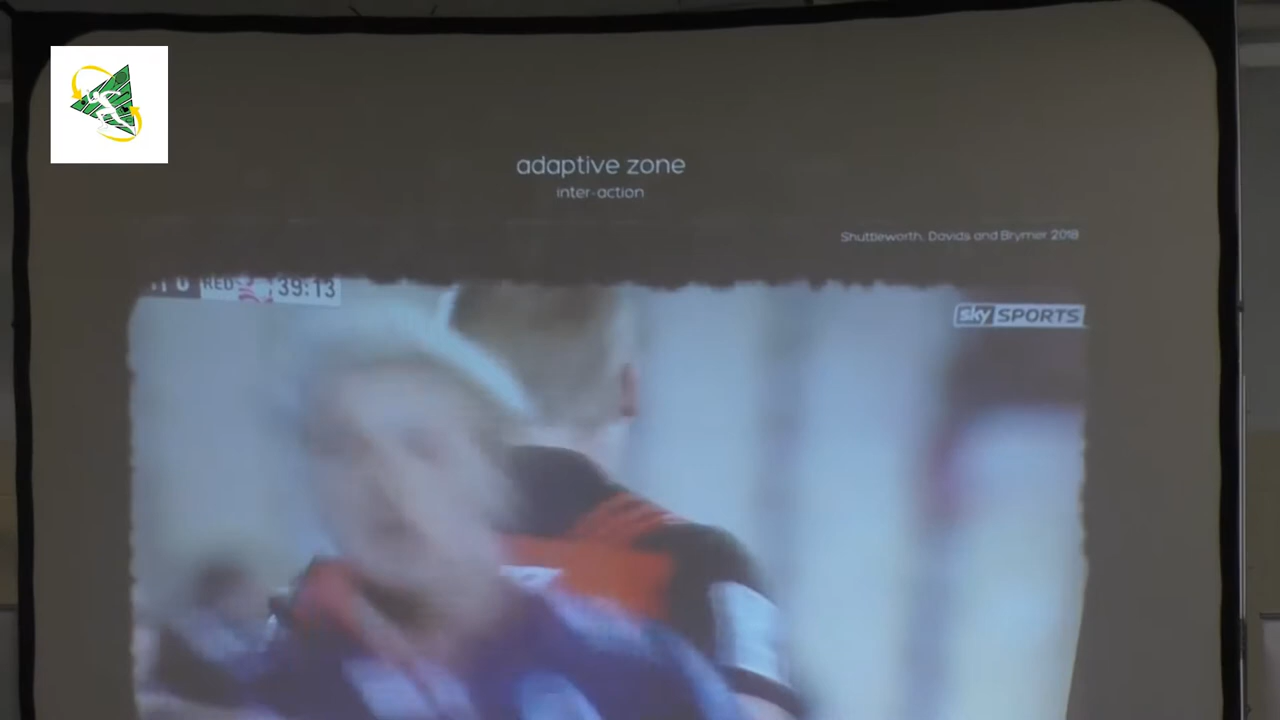 adaptive zone
inter-action
Shuttleworth, Davids and Brymer 2018
RED
39:13
sky SPORTS